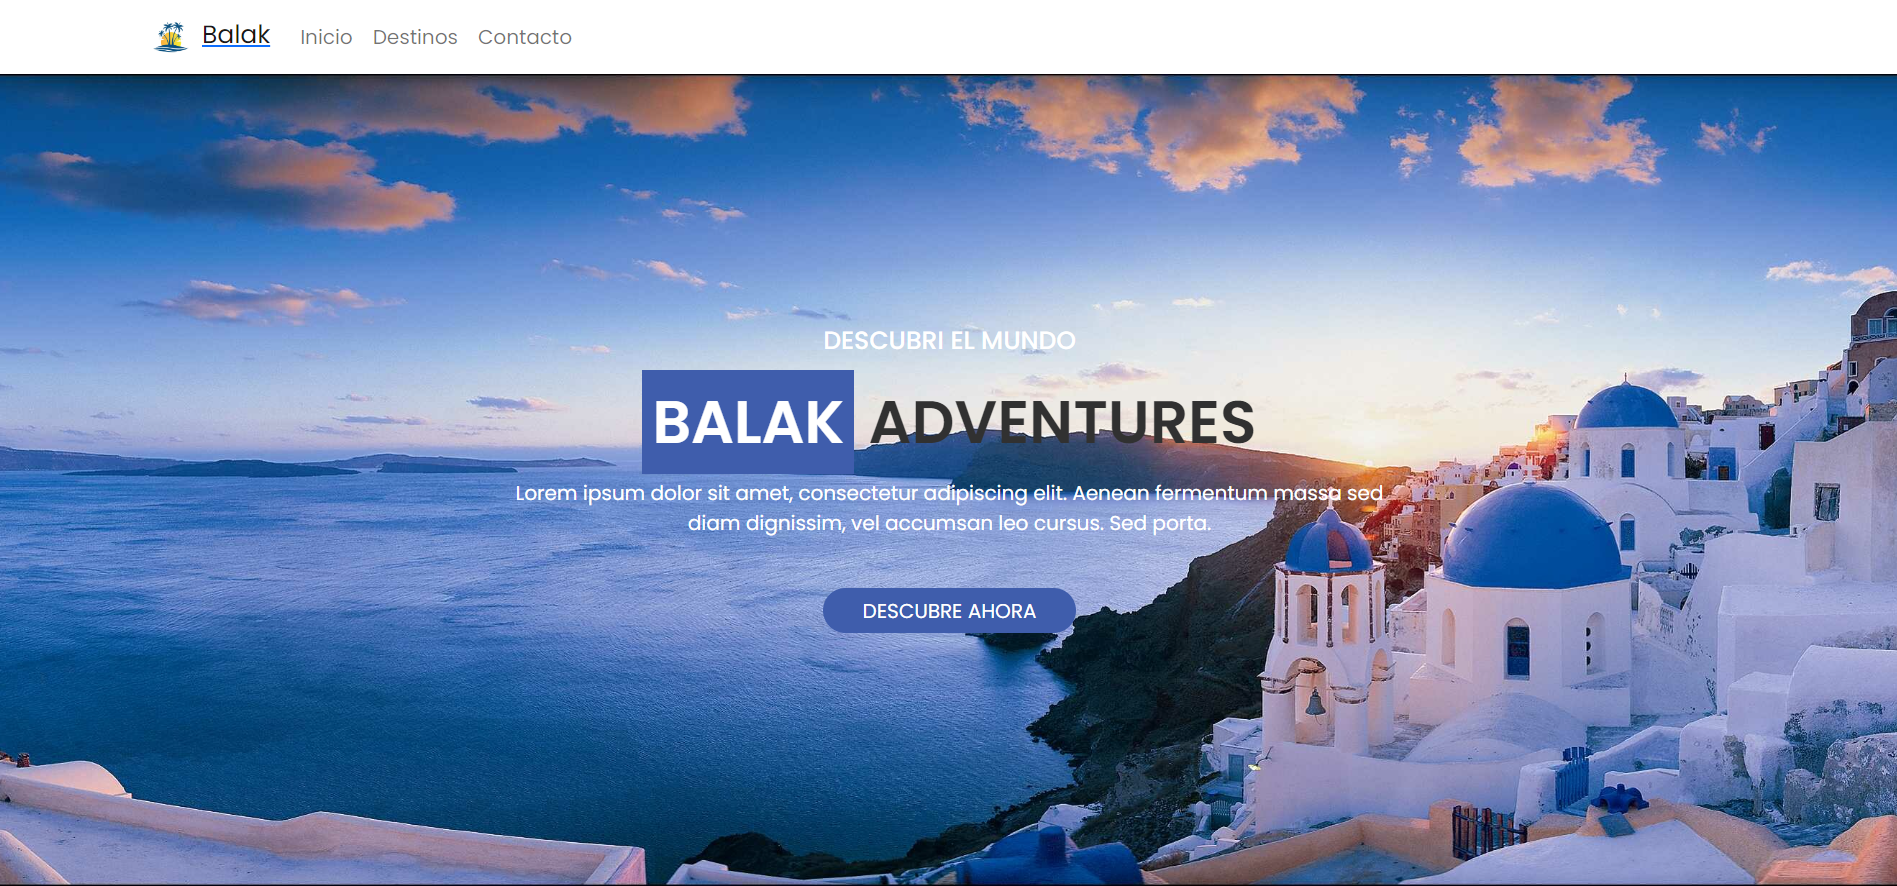 Balak Inicio Destinos Contacto
DESCUBRI EL MUNDO
BALAK ADVENTURES
Lorem ipsum dolor sit amet, consectetur adipiscing elit. Aenean fermentum massa sed
diam dignissim, vel accumsan leo cursus. Sed porta.
DESCUBRE AHORA